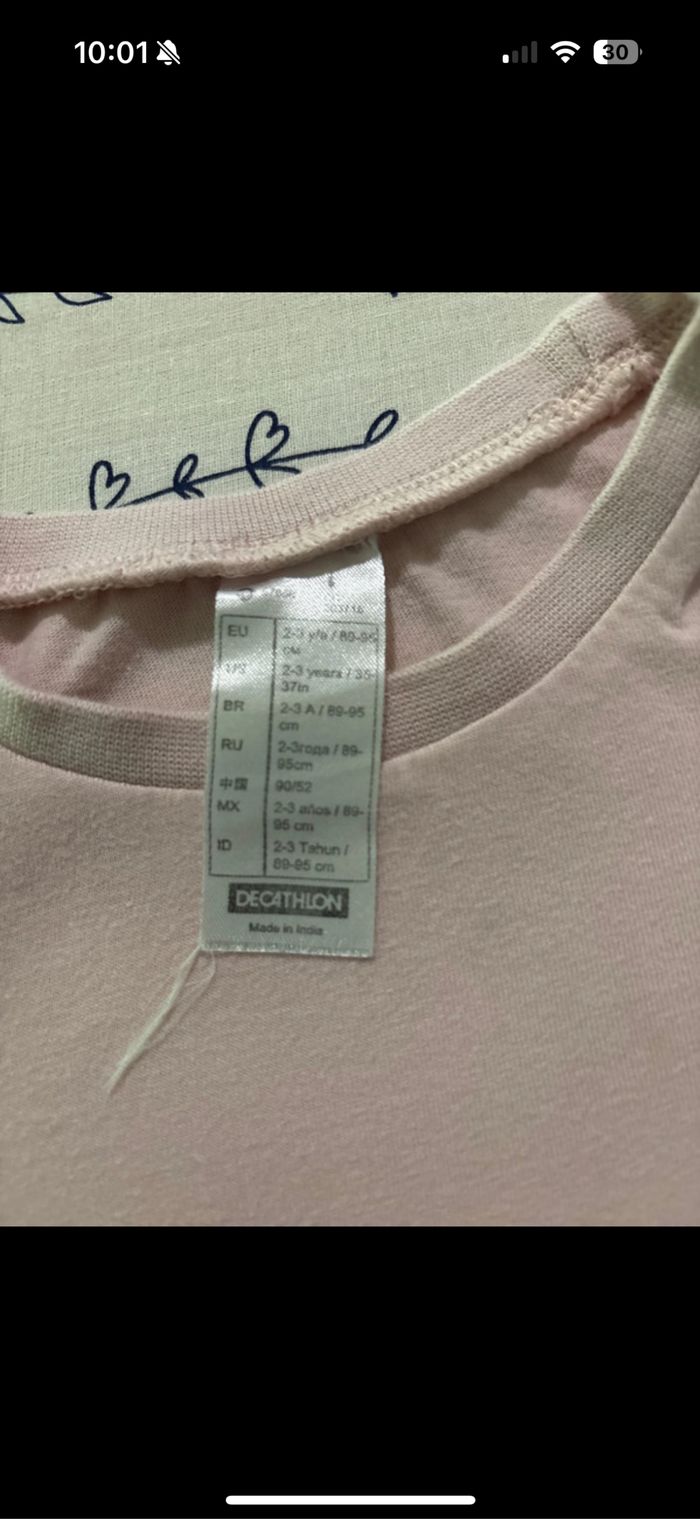 10:01
30
EU 2-3 y/a / 89-95
CM
US 2-3 years / 35-
37in
BR 2-3 A / 89-95
cm
RU 2-3года / 89-
95cm
中国 90/52
MX 2-3 años / 89-
95 cm
ID 2-3 Tahun /
89-95 cm
DECATHLON
Made in India